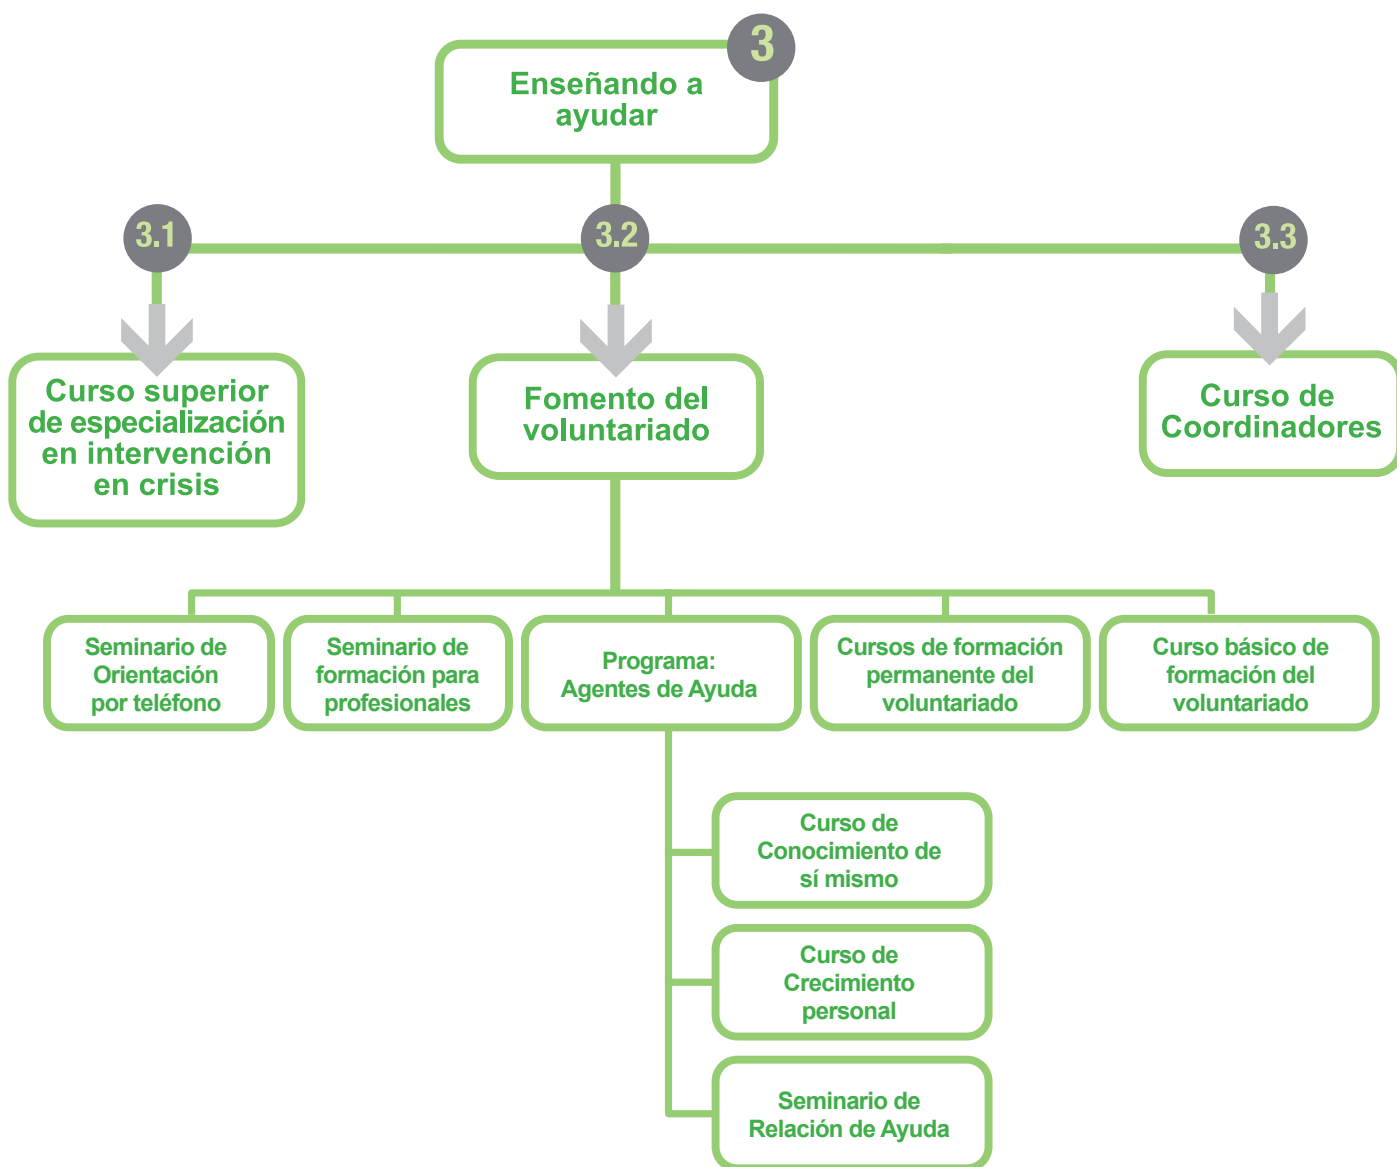 3
Enseñando a
ayudar
3.1
3.2
3.3
Curso superior
de especialización
en intervención
en crisis
Fomento del
voluntariado
Curso de
Coordinadores
Seminario de
Orientación
por teléfono
Seminario de
formación para
profesionales
Programa:
Agentes de Ayuda
Cursos de formación
permanente del
voluntariado
Curso básico de
formación del
voluntariado
Curso de
Conocimiento de
sí mismo
Curso de
Crecimiento
personal
Seminario de
Relación de Ayuda